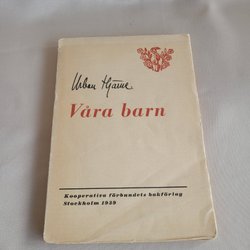 Urban Hjärne
Våra barn
Kooperativa förbundets bokförlag
Stockholm 1939